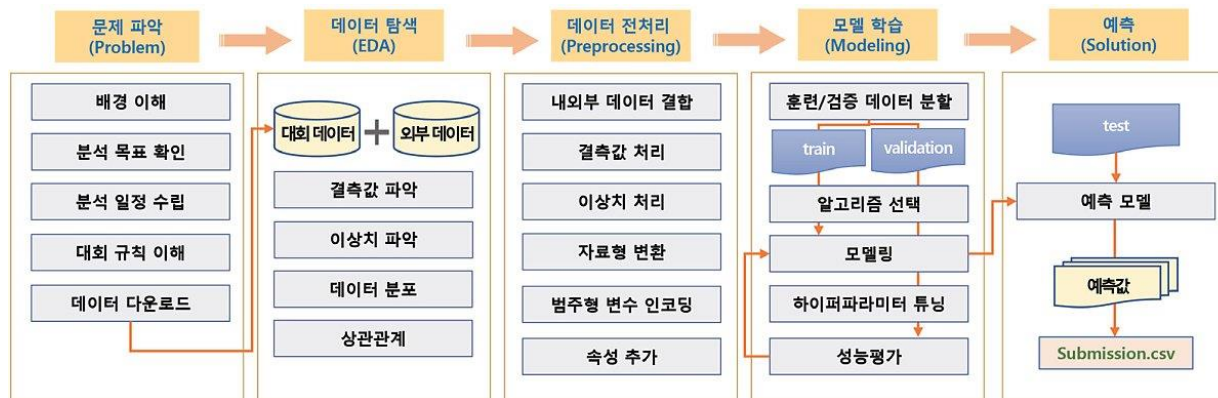 문제 파악
(Problem)
데이터 탐색
(EDA)
데이터 전처리
(Preprocessing)
모델 학습
(Modeling)
예측
(Solution)
배경 이해
분석 목표 확인
분석 일정 수립
대회 규칙 이해
데이터 다운로드
대회 데이터
외부 데이터
결측값 파악
이상치 파악
데이터 분포
상관관계
내외부 데이터 결합
결측값 처리
이상치 처리
자료형 변환
범주형 변수 인코딩
속성 추가
훈련/검증 데이터 분할
train
validation
알고리즘 선택
모델링
하이퍼파라미터 튜닝
성능평가
test
예측 모델
예측값
Submission.csv